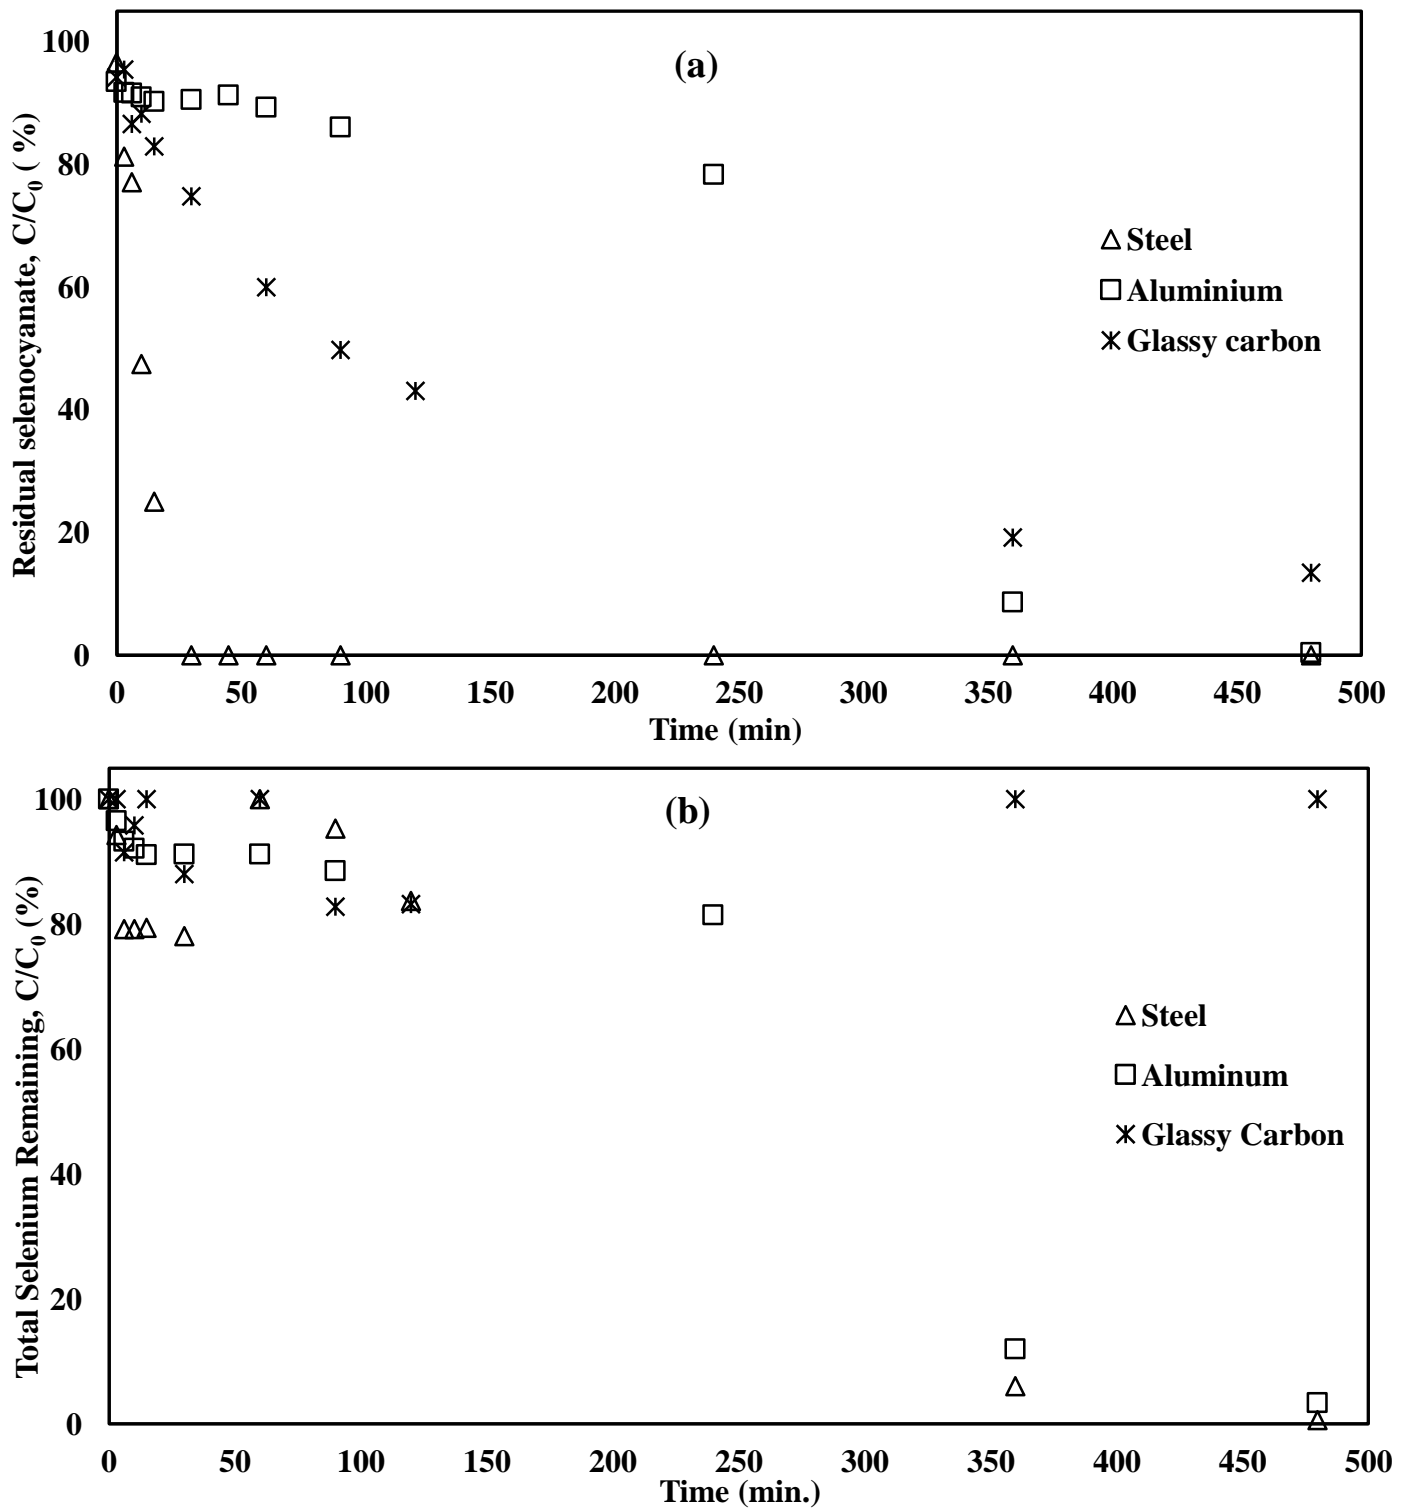 (a)
100
80
60
40
20
0
Residual selenocyanate, C/C₀ ( %)
Steel
Aluminium
Glassy carbon
0 50 100 150 200 250 300 350 400 450 500
Time (min)
(b)
100
80
60
40
20
0
Total Selenium Remaining, C/C₀ (%)
Steel
Aluminum
Glassy Carbon
0 50 100 150 200 250 300 350 400 450 500
Time (min.)